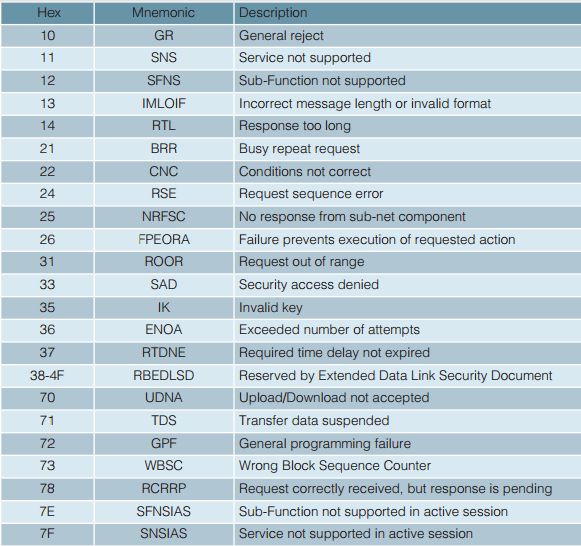 Hex Mnemonic Description
10 GR General reject
11 SNS Service not supported
12 SFNS Sub-Function not supported
13 IMLOIF Incorrect message length or invalid format
14 RTL Response too long
21 BRR Busy repeat request
22 CNC Conditions not correct
24 RSE Request sequence error
25 NRFSC No response from sub-net component
26 FPEORA Failure prevents execution of requested action
31 ROOR Request out of range
33 SAD Security access denied
35 IK Invalid key
36 ENOA Exceeded number of attempts
37 RTDNE Required time delay not expired
38-4F RBEDLSD Reserved by Extended Data Link Security Document
70 UDNA Upload/Download not accepted
71 TDS Transfer data suspended
72 GPF General programming failure
73 WBSC Wrong Block Sequence Counter
78 RCRRP Request correctly received, but response is pending
7E SFNSIAS Sub-Function not supported in active session
7F SNSIAS Service not supported in active session